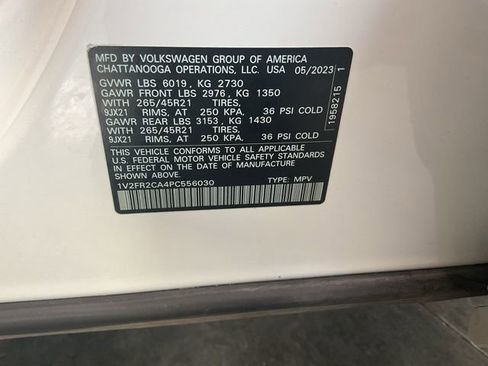 MFD BY VOLKSWAGEN GROUP OF AMERICA
CHATTANOOGA OPERATIONS, LLC. USA 05/2023
GVWR LBS 6019, KG 2730
GAWR FRONT LBS 2976, KG 1350
WITH 265/45R21 TIRES,
9JX21 RIMS, AT 250 KPA, 36 PSI COLD
GAWR REAR LBS 3153, KG 1430
WITH 265/45R21 TIRES,
9JX21 RIMS, AT 250 KPA, 36 PSI COLD
THIS VEHICLE CONFORMS TO ALL APPLICABLE
U.S. FEDERAL MOTOR VEHICLE SAFETY STANDARDS
IN EFFECT ON THE DATE OF MANUFACTURE
SHOWN ABOVE.
1V2FR2CA4PC556030 TYPE: MPV
1958215 1